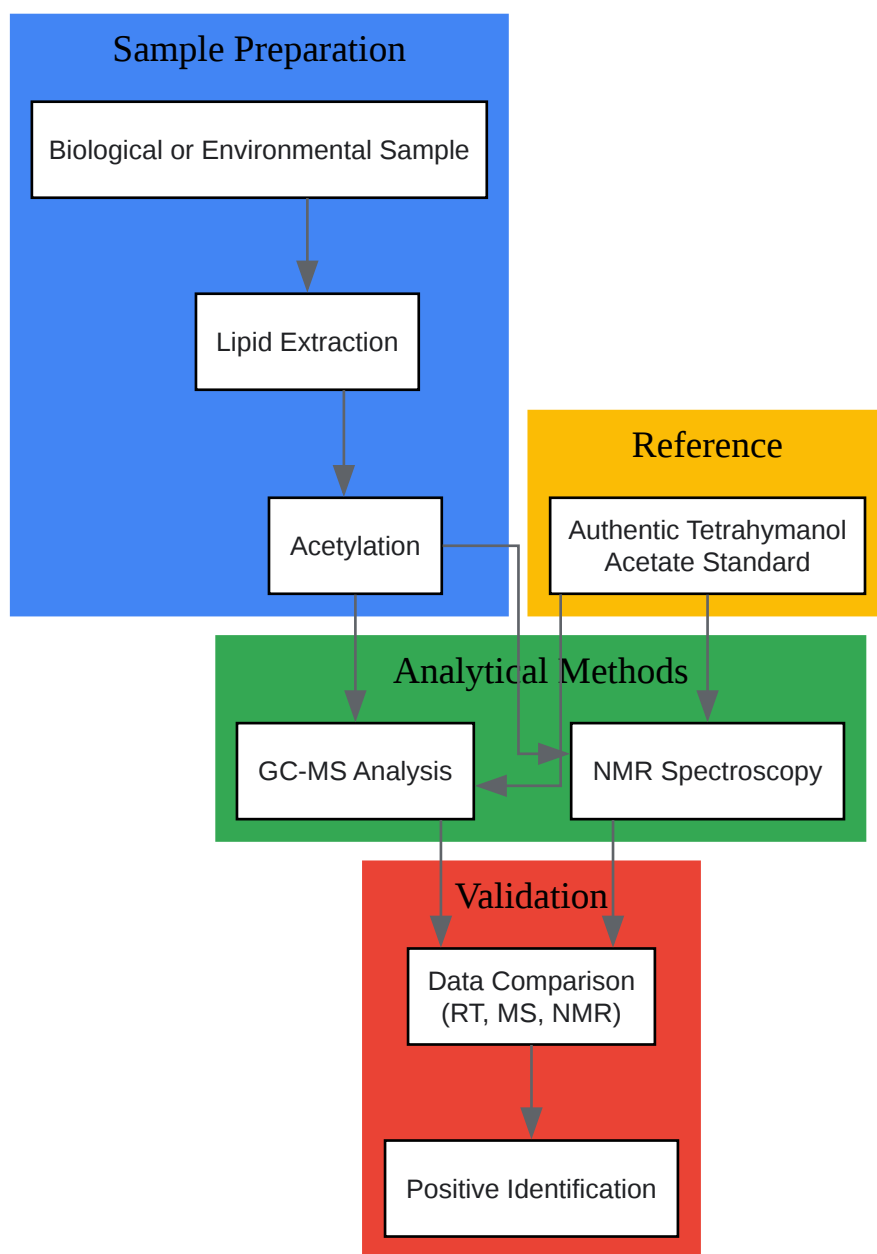 Sample Preparation
Biological or Environmental Sample
Lipid Extraction
Acetylation
Reference
Authentic Tetrahymanol
Acetate Standard
Analytical Methods
GC-MS Analysis
NMR Spectroscopy
Validation
Data Comparison
(RT, MS, NMR)
Positive Identification